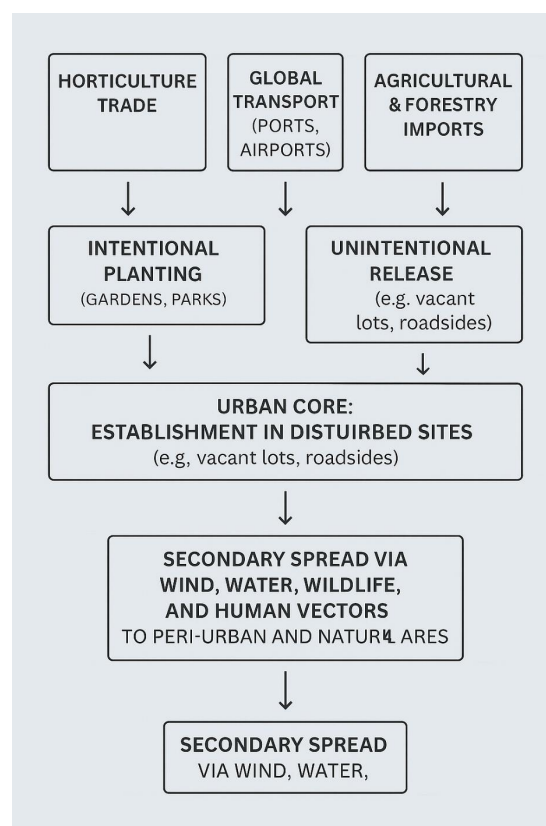 HORTICULTURE
TRADE
GLOBAL
TRANSPORT
(PORTS,
AIRPORTS)
AGRICULTURAL
& FORESTRY
IMPORTS
INTENTIONAL
PLANTING
(GARDENS, PARKS)
UNINTENTIONAL
RELEASE
(e.g. vacant
lots, roadsides)
URBAN CORE:
ESTABLISHMENT IN DISTUIRBED SITES
(e.g, vacant lots, roadsides)
SECONDARY SPREAD VIA
WIND, WATER, WILDLIFE,
AND HUMAN VECTORS
TO PERI-URBAN AND ARES
SECONDARY SPREAD
VIA WIND, WATER,